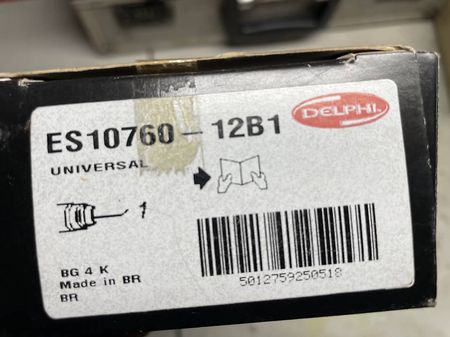 ES10760-12B1
DELPHI
UNIVERSAL
1
BG 4 K
Made in BR
BR
5012759250518